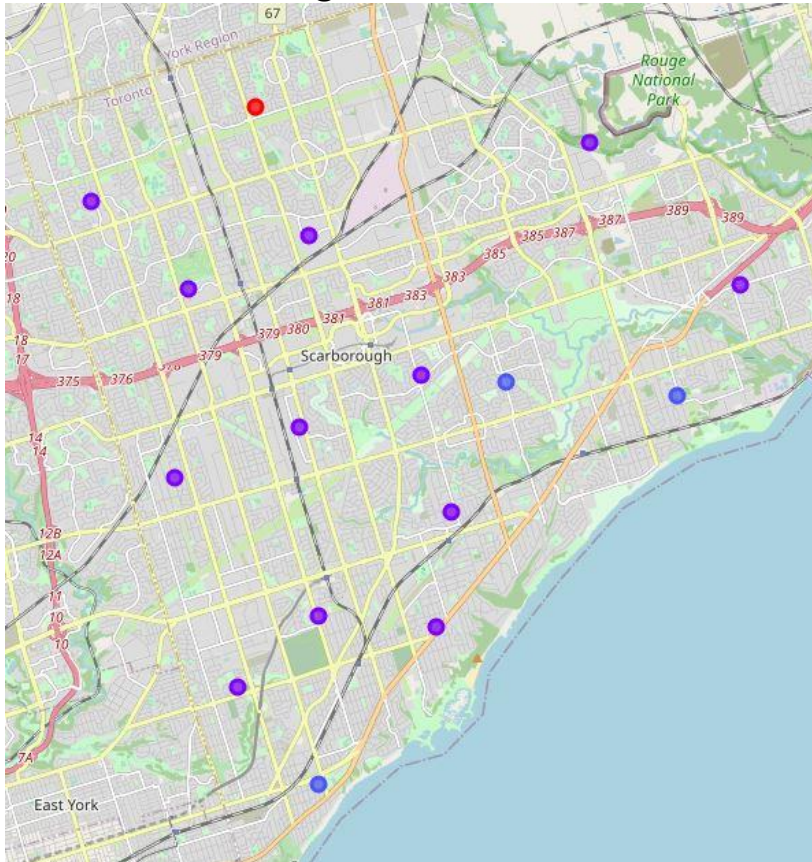 67
York Region
Toronto
Rouge
National
Park
389
389
387
387
385
385
383
383
381
381
380
379
379
376
375
20
18
18
17
14
14
Scarborough
12B
12A
11
10
10
7A
East York